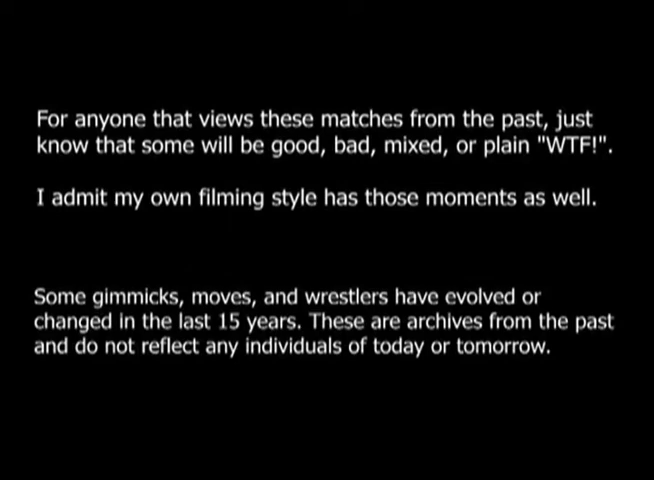 For anyone that views these matches from the past, just
know that some will be good, bad, mixed, or plain "WTF!".
I admit my own filming style has those moments as well.
Some gimmicks, moves, and wrestlers have evolved or
changed in the last 15 years. These are archives from the past
and do not reflect any individuals of today or tomorrow.